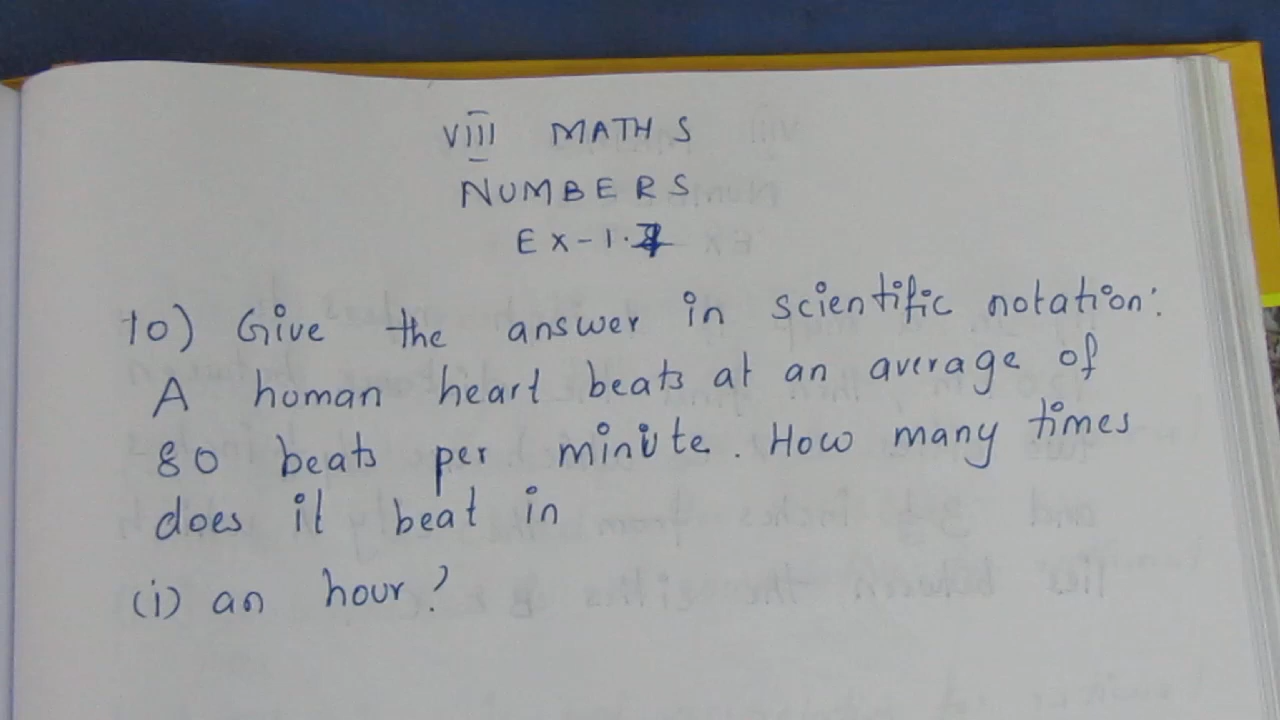 VIII MATHS
NUMBERS
Ex-1.7
10) Give the answer in scientific notation:
A human heart beats at an average of
80 beats per minute. How many times
does it beat in
(i) an hour?